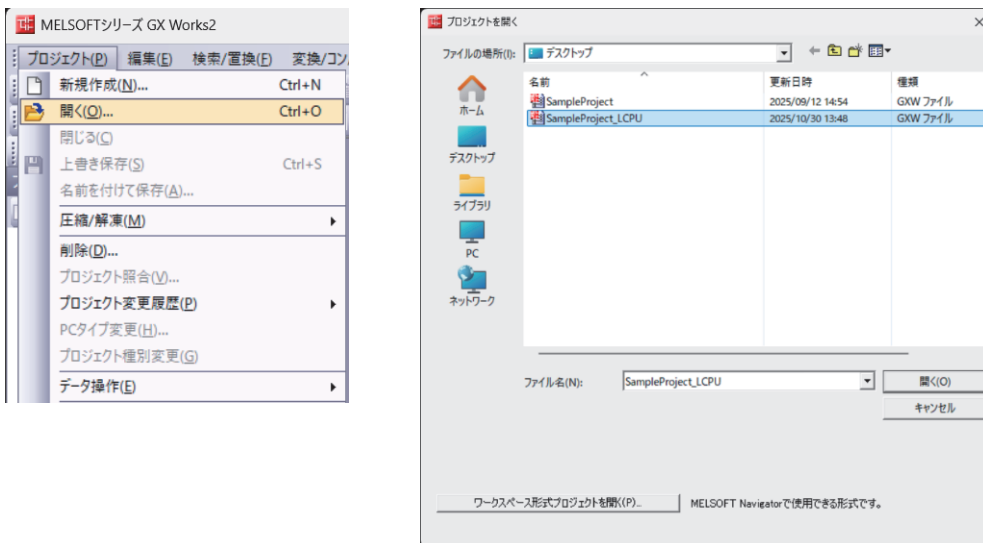 MELSOFTシリーズ GX Works2
プロジェクト(P) 編集(E) 検索/置換(F) 変換/コン
新規作成(N)... Ctrl+N
開く(O)... Ctrl+O
閉じる(C)
上書き保存(S) Ctrl+S
名前を付けて保存(A)...
圧縮/解凍(M)
削除(D)...
プロジェクト照合(V)...
プロジェクト変更履歴(P)
PCタイプ変更(H)...
プロジェクト種別変更(G)
データ操作(E)
プロジェクトを開く
ファイルの場所(I): デスクトップ
名前 更新日時 種類
SampleProject 2025/09/12 14:54 GXW ファイル
SampleProject_LCPU 2025/10/30 13:48 GXW ファイル
ホーム
デスクトップ
ライブラリ
PC
ネットワーク
ファイル名(N): SampleProject_LCPU 開く(O)
キャンセル
ワークスペース形式プロジェクトを開く(P)... MELSOFT Navigatorで使用できる形式です。